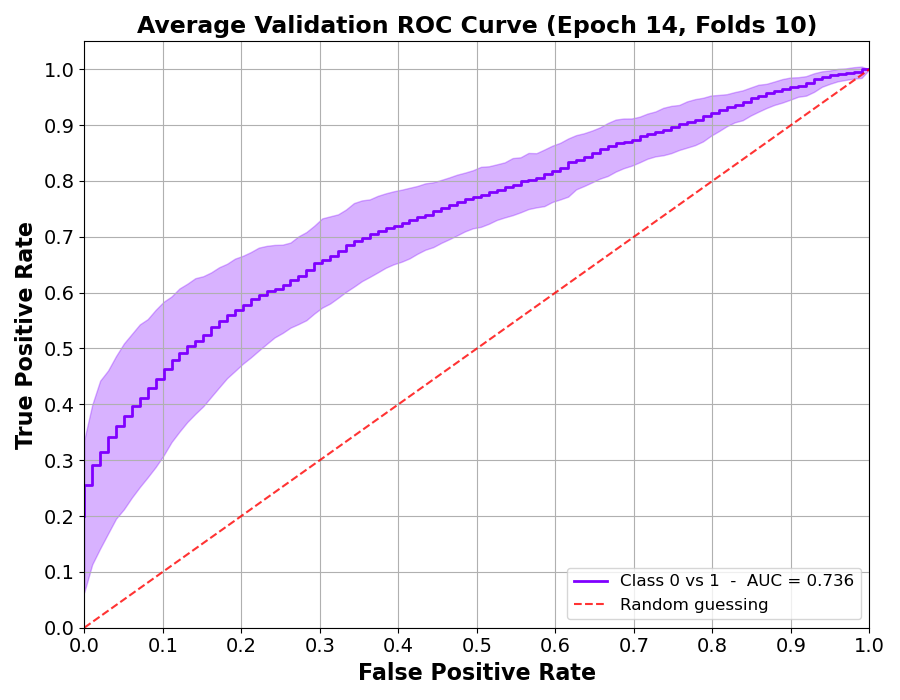 Average Validation ROC Curve (Epoch 14, Folds 10)
True Positive Rate
1.0
0.9
0.8
0.7
0.6
0.5
0.4
0.3
0.2
0.1
0.0
Class 0 vs 1 - AUC = 0.736
Random guessing
0.0 0.1 0.2 0.3 0.4 0.5 0.6 0.7 0.8 0.9 1.0
False Positive Rate